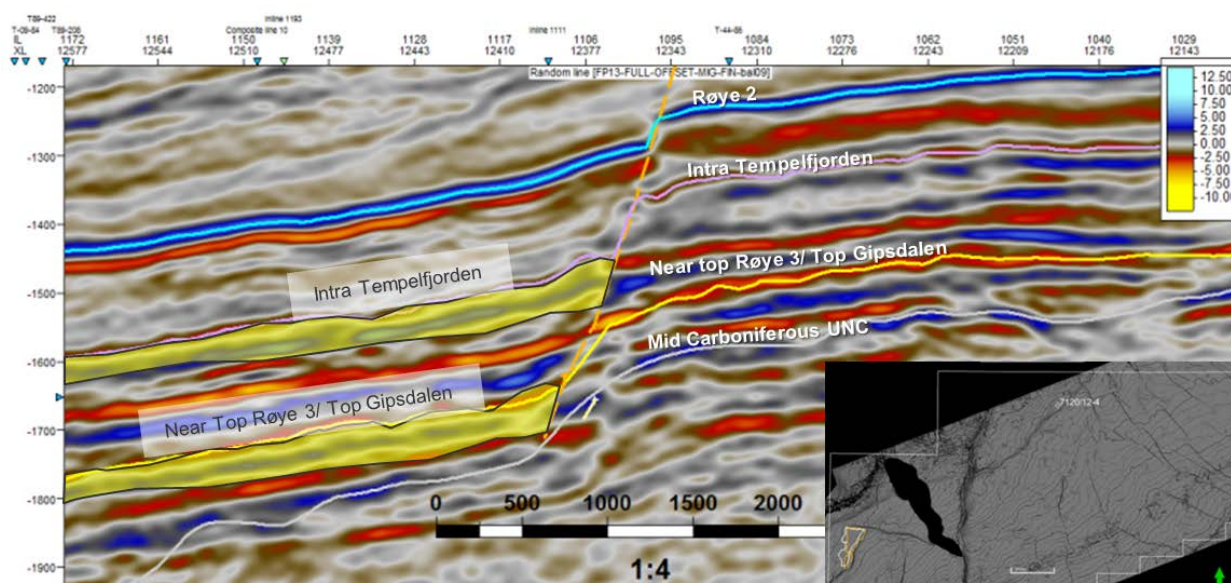 T89-422
Inline 1193
T-09-84 T89-208
Composite line 10
Inline 1111
T-44-86
IL 1172 1161 1150 1139 1128 1117 1106 1095 1084 1073 1062 1051 1040 1029
XL 12577 12544 12510 12477 12443 12410 12377 12343 12310 12276 12243 12209 12176 12143
Random line [FP13-FULL-OFFSET-MIG-FIN-bal09]
12.50
10.00
7.50
5.00
2.50
0.00
-2.50
-5.00
-7.50
-10.00
-1200
-1300
-1400
-1500
-1600
-1700
-1800
-1900
Røye 2
Intra Tempelfjorden
Near top Røye 3/ Top Gipsdalen
Mid Carboniferous UNC
Intra Tempelfjorden
Near Top Røye 3/ Top Gipsdalen
0 500 1000 1500 2000
1:4
7120/12-4